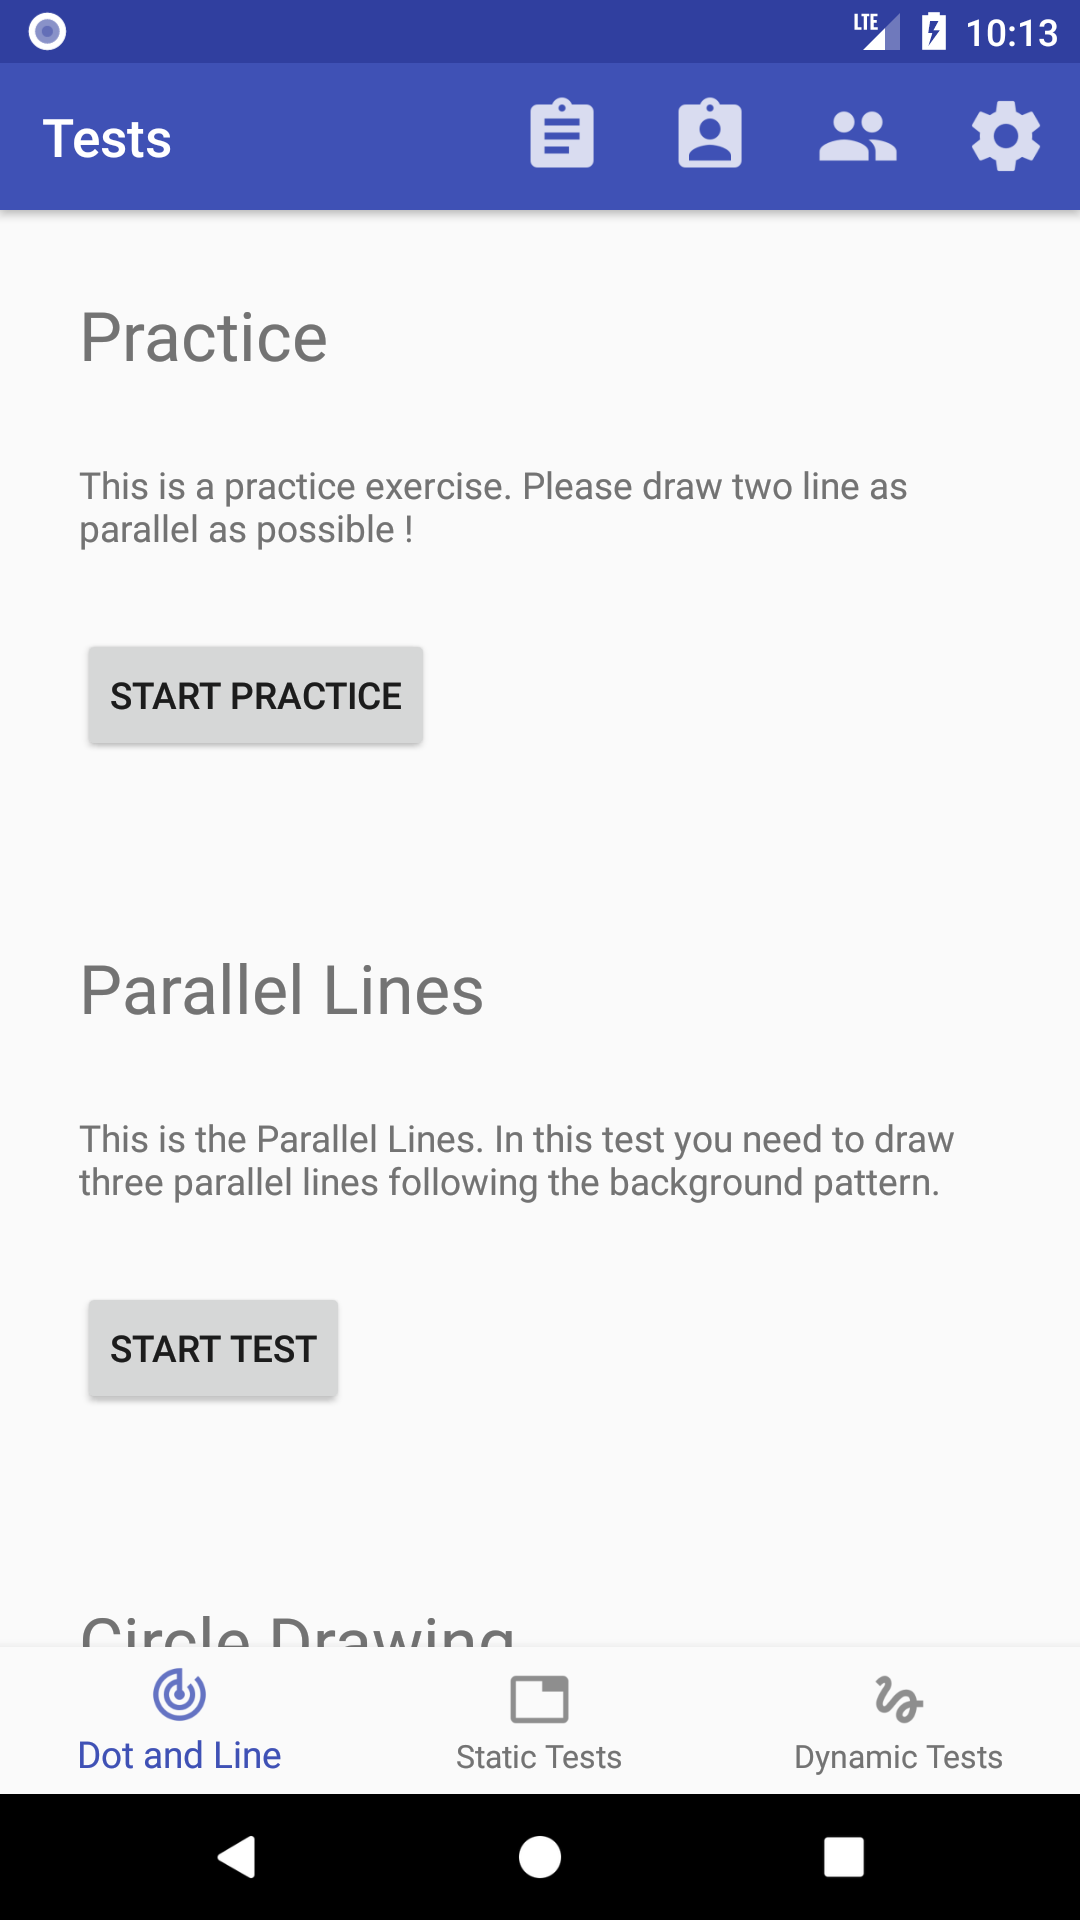 LTE 10:13
Tests
Practice
This is a practice exercise. Please draw two line as
parallel as possible !
START PRACTICE
Parallel Lines
This is the Parallel Lines. In this test you need to draw
three parallel lines following the background pattern.
START TEST
Circle Drawing
Dot and Line
Static Tests
Dynamic Tests